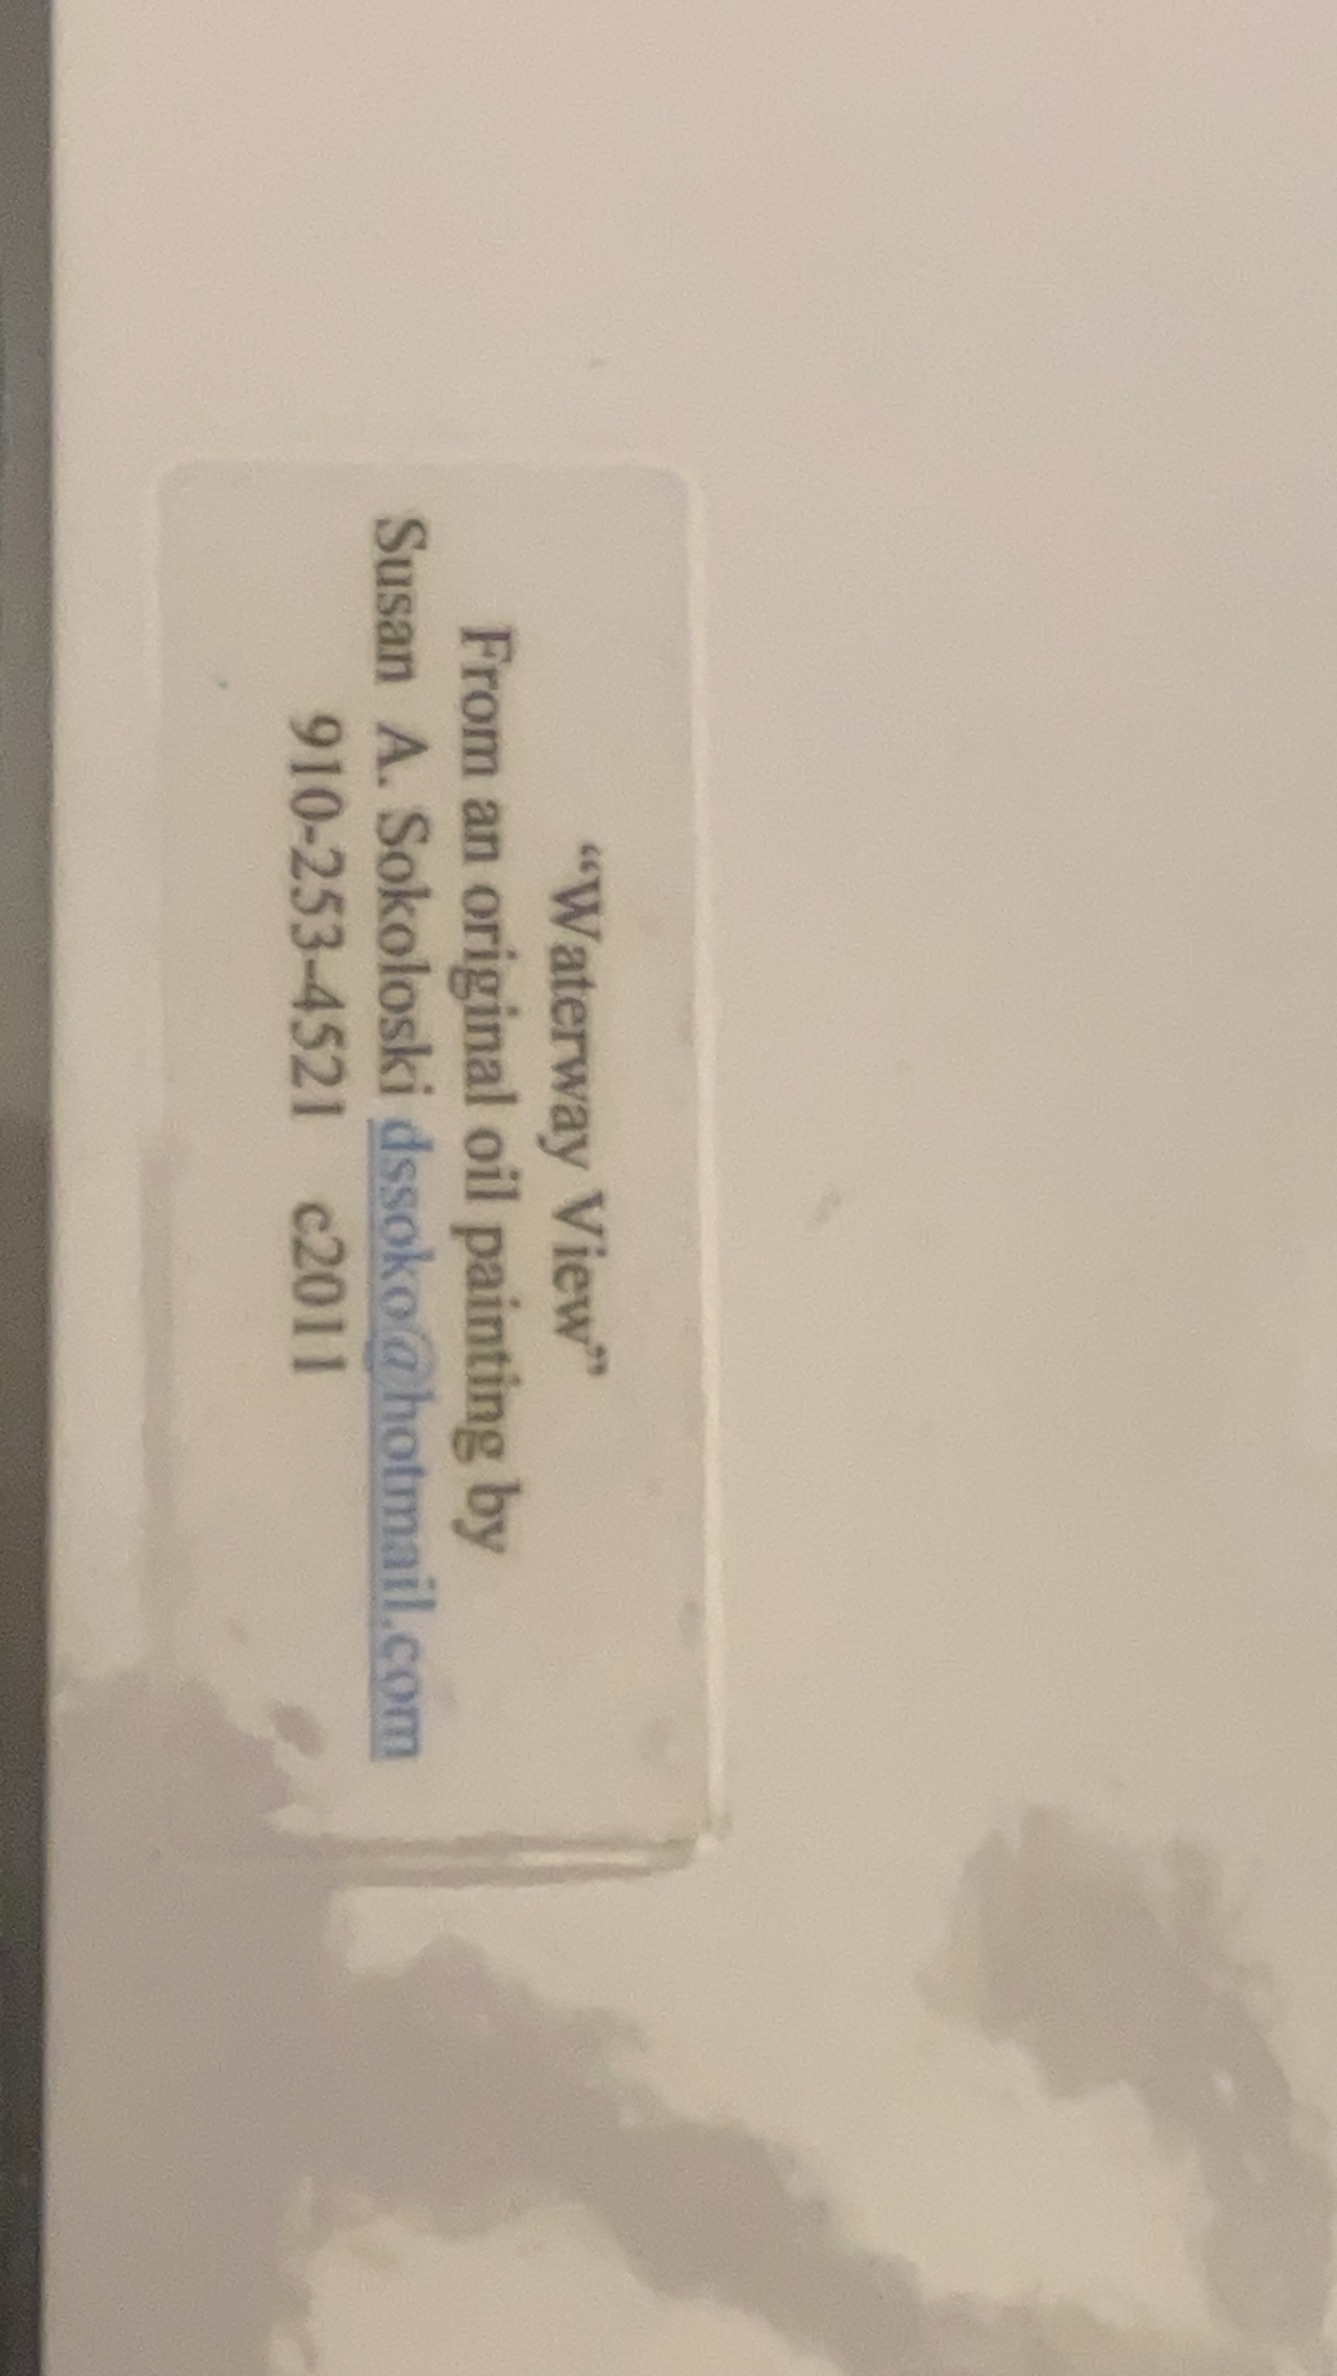 “Waterway View”
From an original oil painting by
Susan A. Sokoloski dssoko@hotmail.com
910-253-4521 c2011